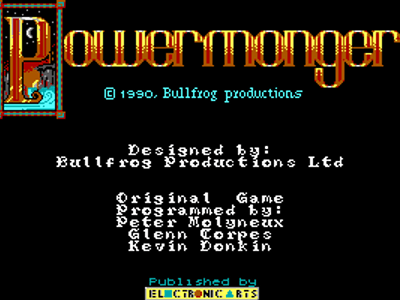 Powermonger
© 1990, Bullfrog productions
Designed by:
Bullfrog Productions Ltd
Original Game
Programmed by:
Peter Molyneux
Glenn Corpes
Kevin Donkin
Published by
ELECTRONIC ARTS